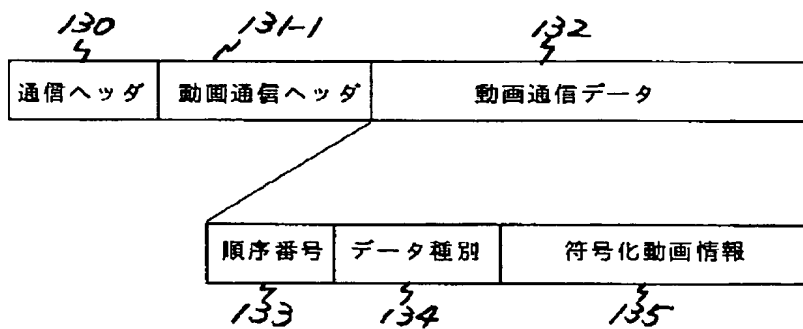 130 131-1 132
通信ヘッダ 動画通信ヘッダ 動画通信データ
順序番号 データ種別 符号化動画情報
133 134 135